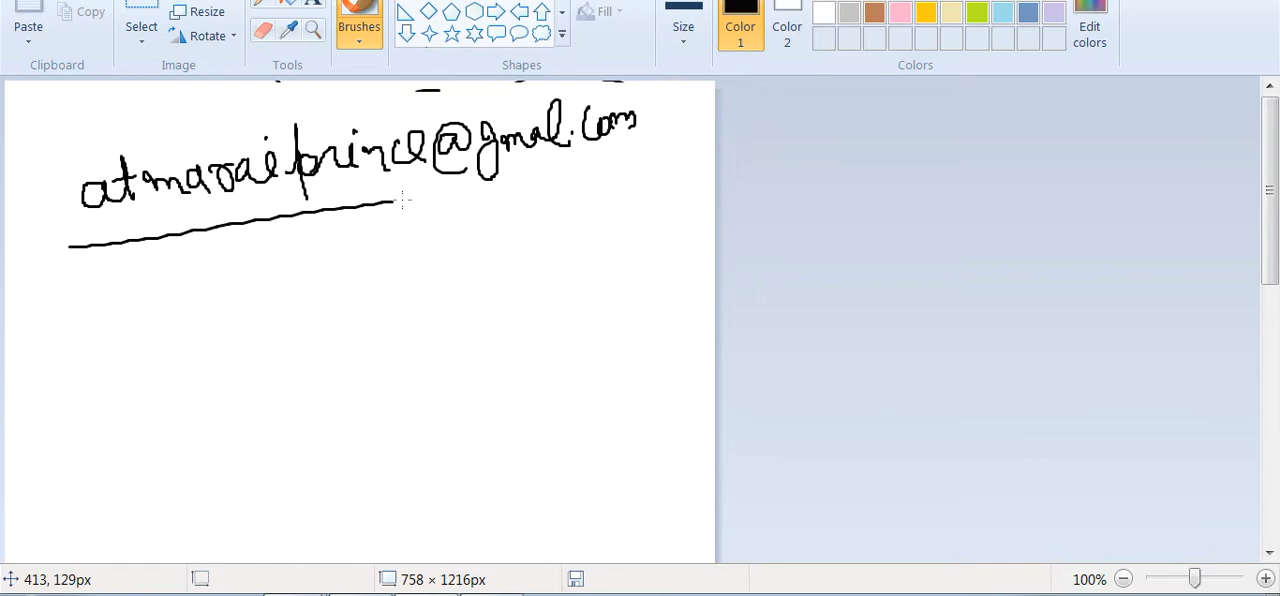 Paste
Copy
Select
Resize
Rotate
Brushes
Size
Fill
Color 1
Color 2
Edit colors
Clipboard
Image
Tools
Shapes
Colors
atmaraiprince@gmal.com
413, 129px
758 × 1216px
100%